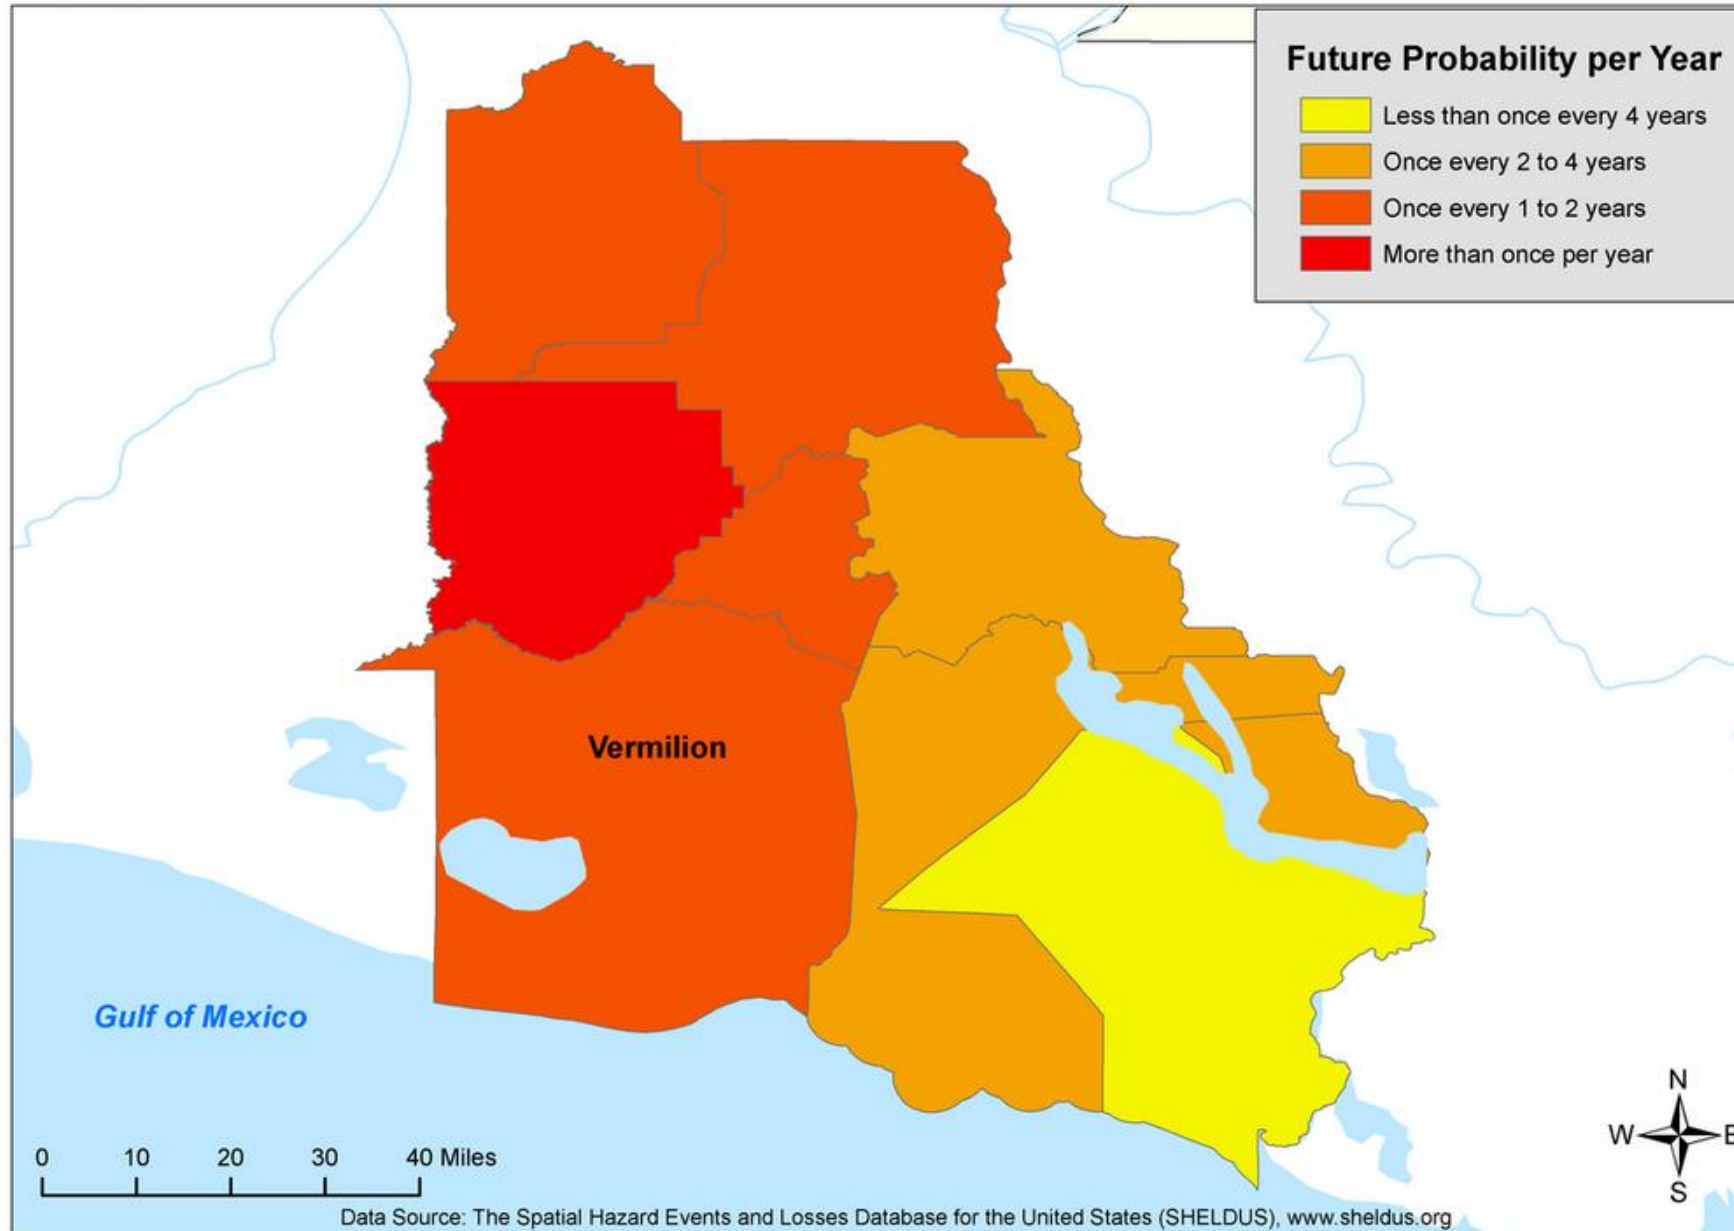 Future Probability per Year
Less than once every 4 years
Once every 2 to 4 years
Once every 1 to 2 years
More than once per year
Vermilion
Gulf of Mexico
N
W E
S
0 10 20 30 40 Miles
Data Source: The Spatial Hazard Events and Losses Database for the United States (SHELDUS), www.sheldus.org